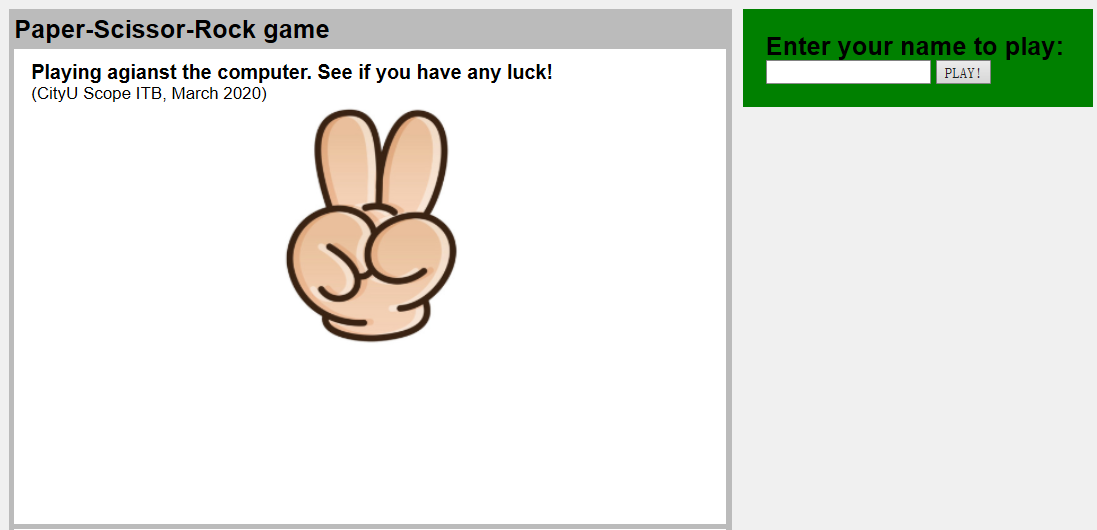 Paper-Scissor-Rock game
Playing agianst the computer. See if you have any luck!
(CityU Scope ITB, March 2020)
Enter your name to play:
PLAY!